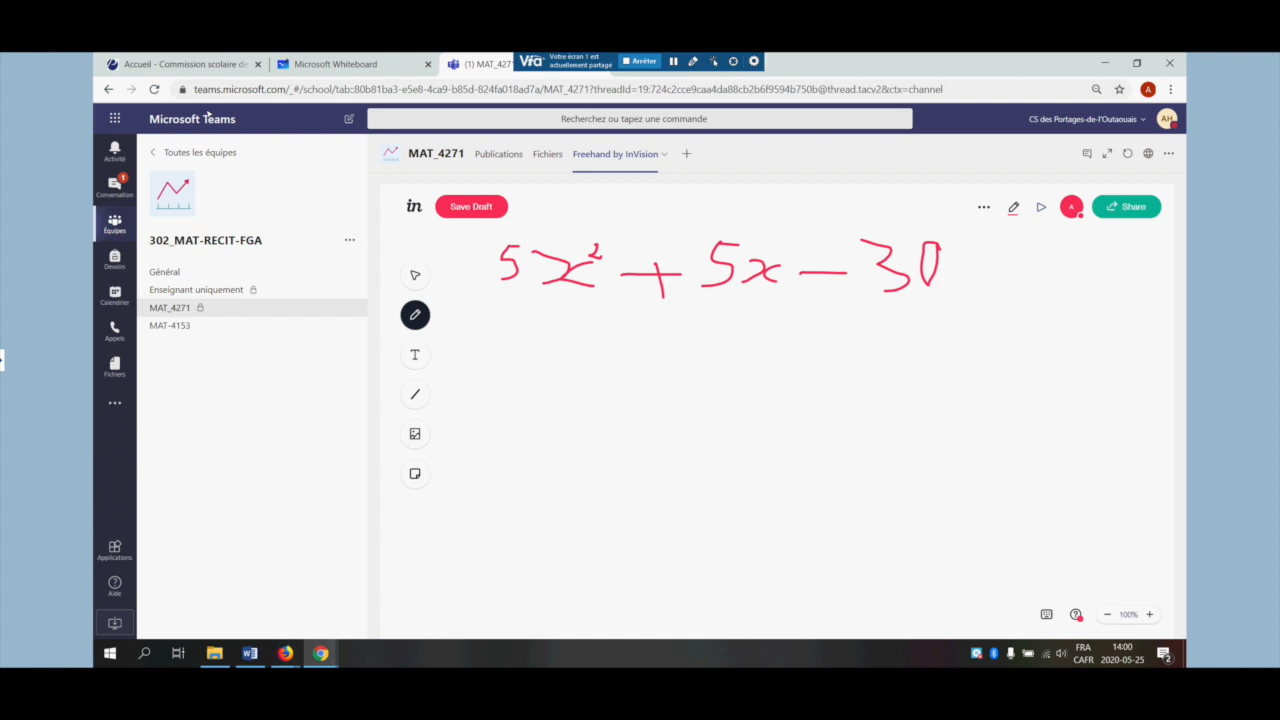 Accueil - Commission scolaire de
Microsoft Whiteboard
(1) MAT_427
Via
Votre écran 1 est
actuellement partagé
Arrêter
teams.microsoft.com/_#/school/tab:80b81ba3-e5e8-4ca9-b85d-824fa018ad7a/MAT_4271?threadId=19:724c2cce9caa4da88cb2b6f9594b750b@thread.tacv2&ctx=channel
A
Microsoft Teams
Recherchez ou tapez une commande
CS des Portages-de-l'Outaouais
AH
Activité
Conversation
1
Équipes
Devoirs
Calendrier
Appels
Fichiers
Applications
Aide
Toutes les équipes
302_MAT-RECIT-FGA
Général
Enseignant uniquement
MAT_4271
MAT-4153
MAT_4271
Publications
Fichiers
Freehand by InVision
in
Save Draft
A
Share
5x² + 5x - 30
T
100%
FRA
CAFR
14:00
2020-05-25
2